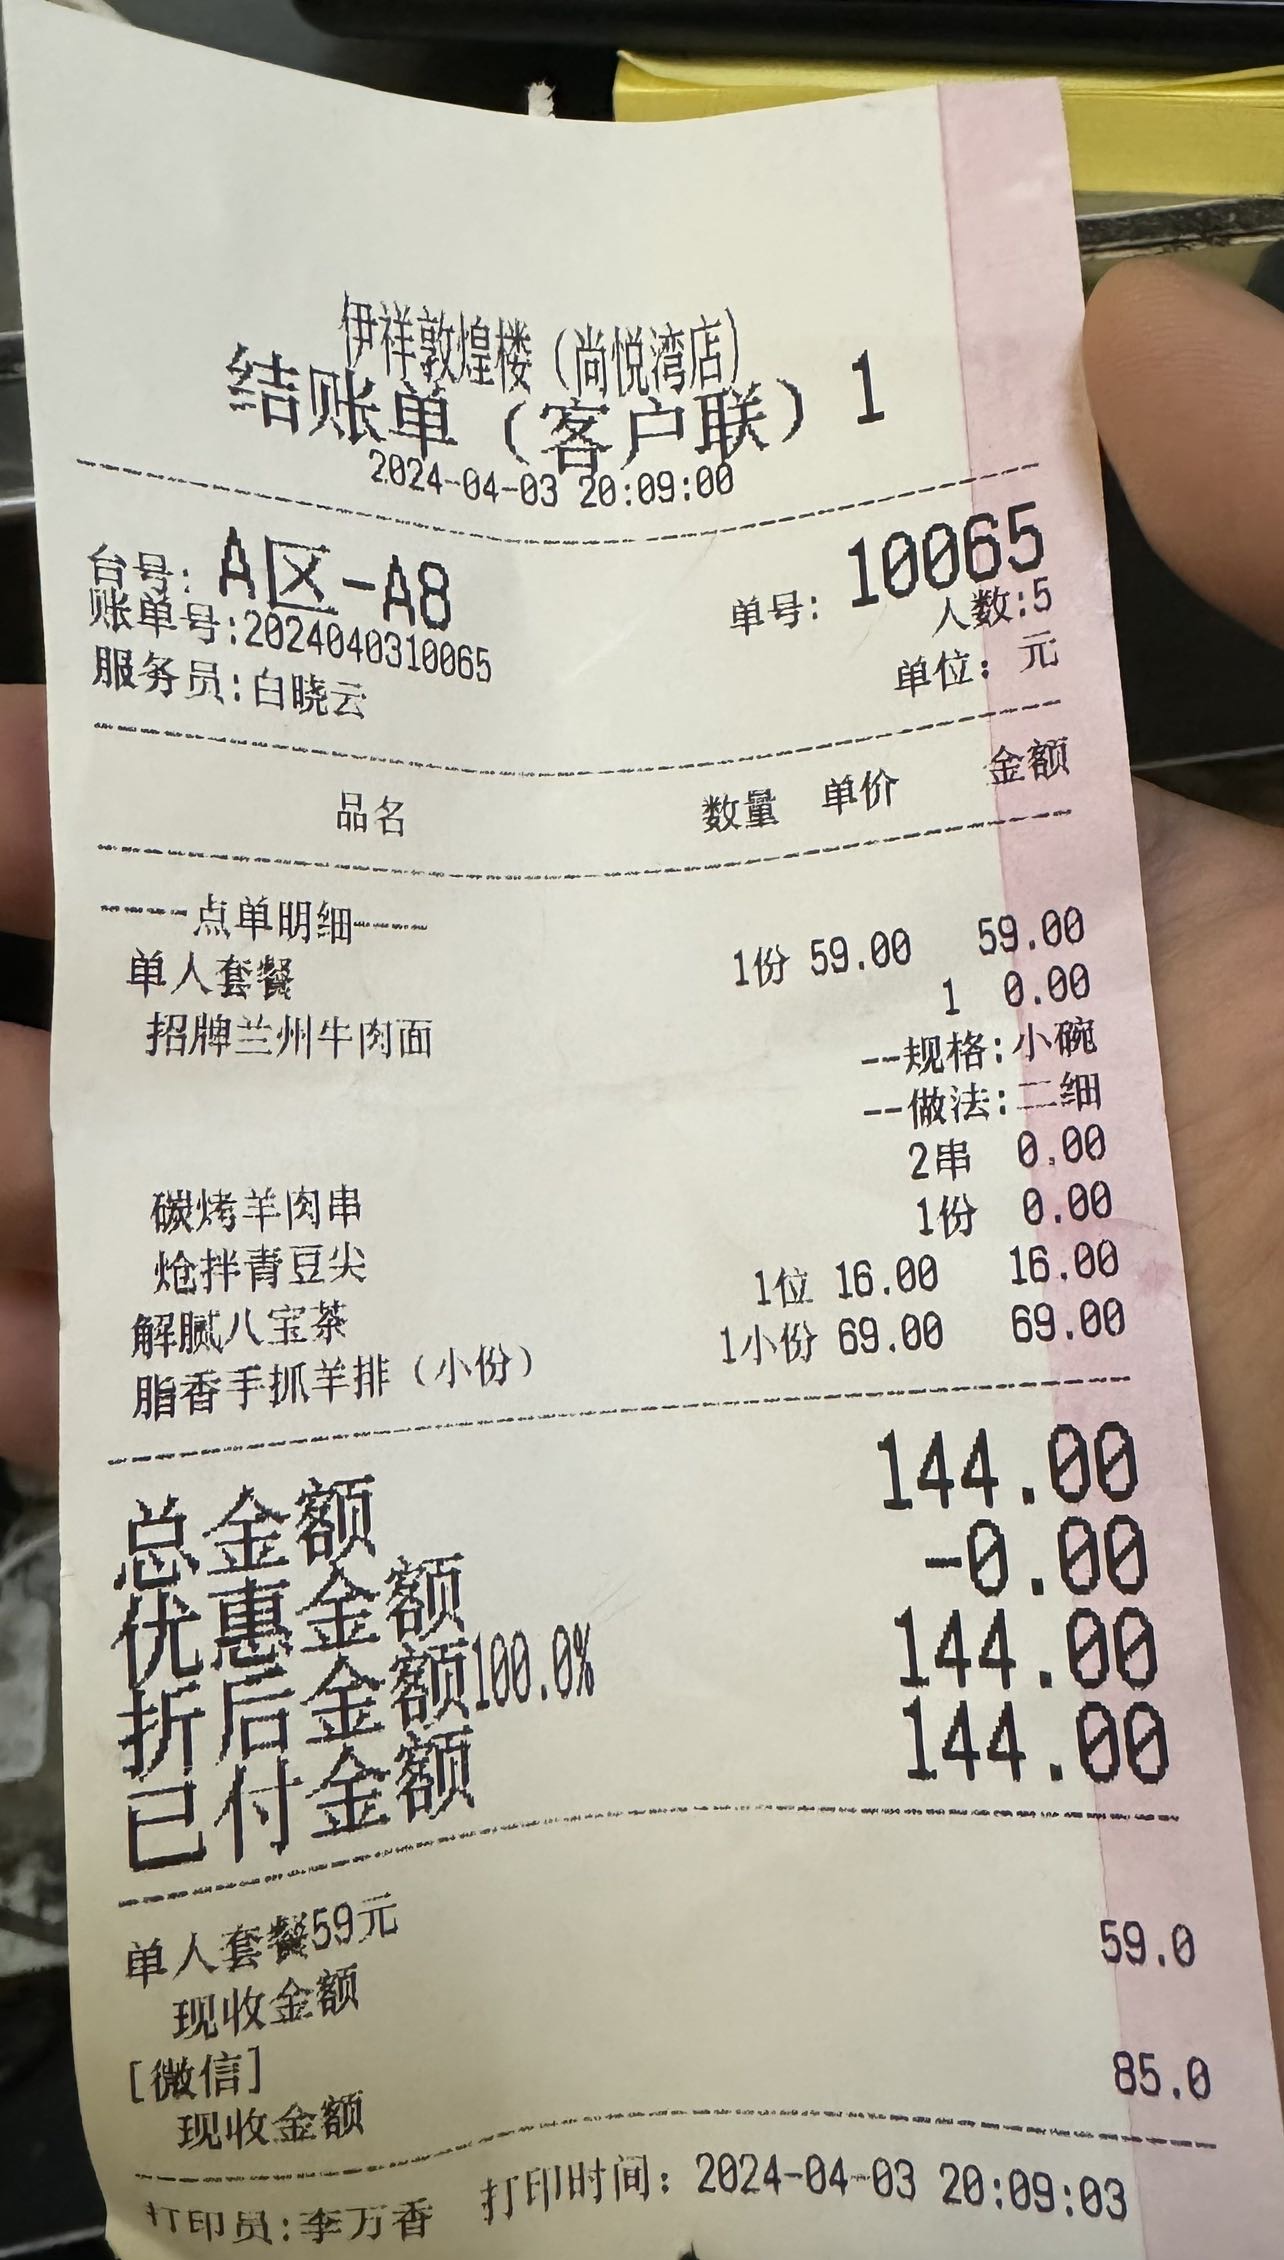 伊祥敦煌楼（尚悦湾店）
结账单（客户联）1
2024-04-03 20:09:00
台号: A区-A8 单号: 10065
账单号:2024040310065 人数:5
服务员:白晓云 单位: 元
品名 数量 单价 金额
----点单明细----
单人套餐 1份 59.00 59.00
招牌兰州牛肉面 1 0.00
--规格:小碗
--做法:二细
碳烤羊肉串 2串 0.00
炝拌青豆尖 1份 0.00
解腻八宝茶 1位 16.00 16.00
脂香手抓羊排（小份） 1小份 69.00 69.00
总金额 144.00
优惠金额 -0.00
折后金额100.0% 144.00
已付金额 144.00
单人套餐59元
现收金额 59.0
[微信]
现收金额 85.0
打印员:李万香 打印时间: 2024-04-03 20:09:03